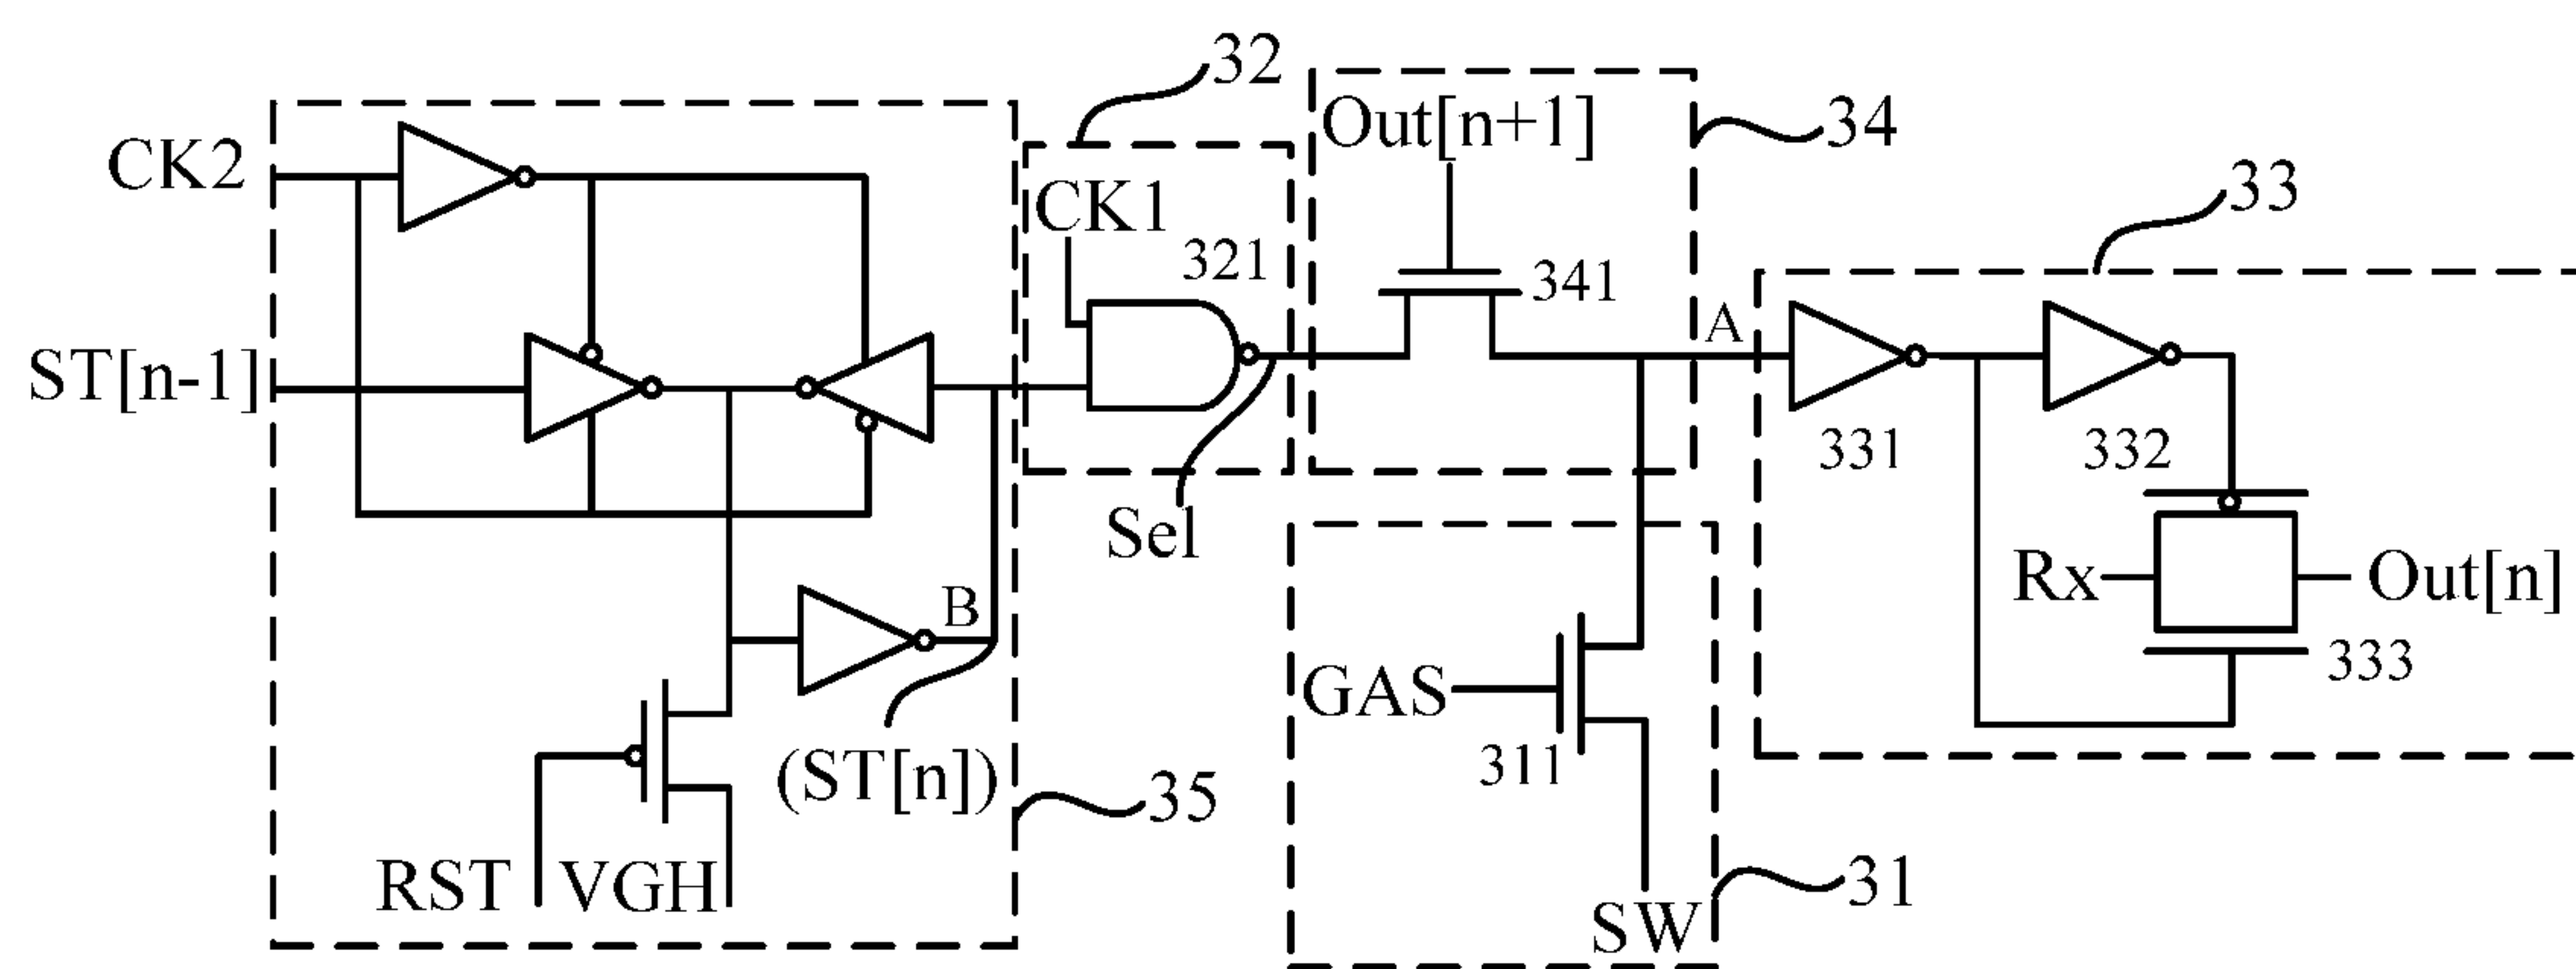 32
Out[n+1]
34
CK2
CK1
33
321
341
A
ST[n-1]
331
332
Sel
Rx
Out[n]
B
GAS
333
311
(ST[n])
35
RST
VGH
31
SW